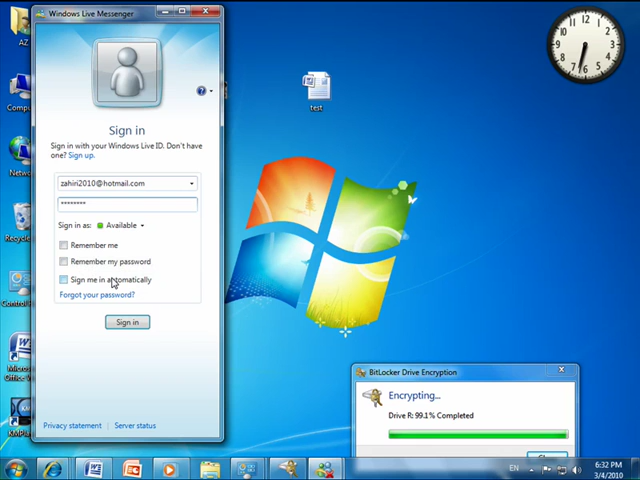 Windows Live Messenger
AZ
Sign in
Sign in with your Windows Live ID. Don't have
one? Sign up.
zahiri2010@hotmail.com
********
Sign in as: Available
Remember me
Remember my password
Sign me in automatically
Forgot your password?
Sign in
Privacy statement | Server status
test
BitLocker Drive Encryption
Encrypting...
Drive R: 99.1% Completed
EN
6:32 PM
3/4/2010